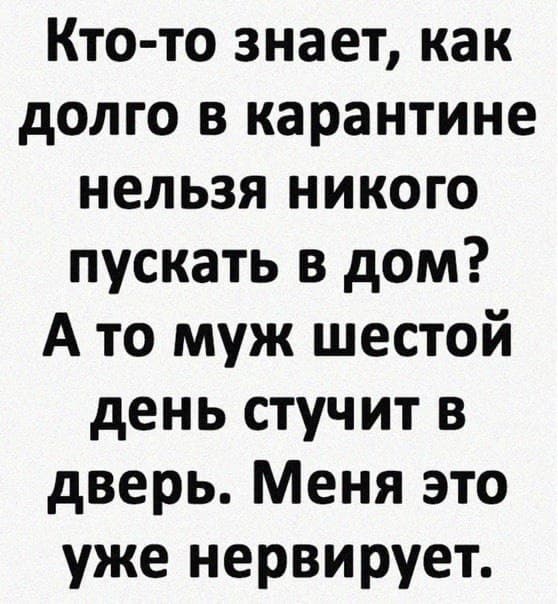 Кто-то знает, как
долго в карантине
нельзя никого
пускать в дом?
А то муж шестой
день стучит в
дверь. Меня это
уже нервирует.